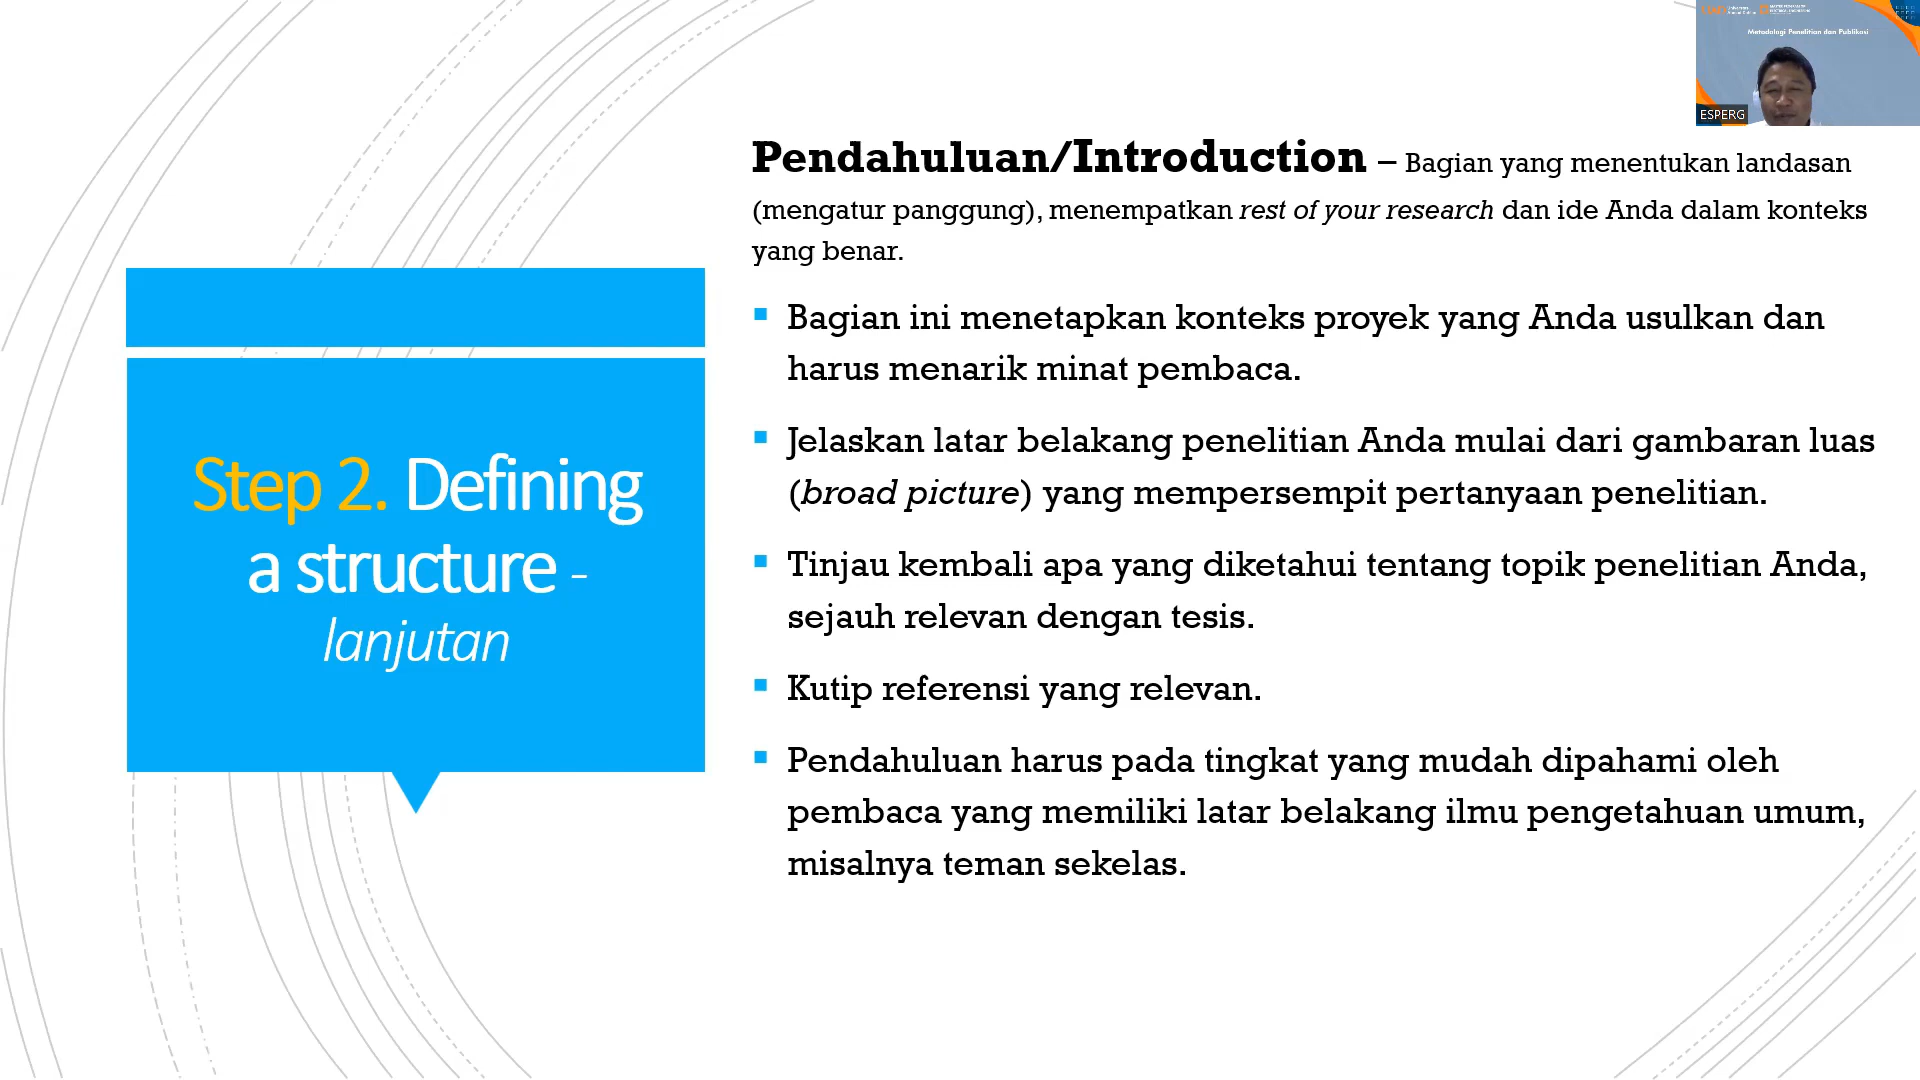 Metodologi Penelitian dan Publikasi
ESPERG
Pendahuluan/Introduction – Bagian yang menentukan landasan
(mengatur panggung), menempatkan rest of your research dan ide Anda dalam konteks
yang benar.
Step 2. Defining
a structure -
lanjutan
▪ Bagian ini menetapkan konteks proyek yang Anda usulkan dan
harus menarik minat pembaca.
▪ Jelaskan latar belakang penelitian Anda mulai dari gambaran luas
(broad picture) yang mempersempit pertanyaan penelitian.
▪ Tinjau kembali apa yang diketahui tentang topik penelitian Anda,
sejauh relevan dengan tesis.
▪ Kutip referensi yang relevan.
▪ Pendahuluan harus pada tingkat yang mudah dipahami oleh
pembaca yang memiliki latar belakang ilmu pengetahuan umum,
misalnya teman sekelas.